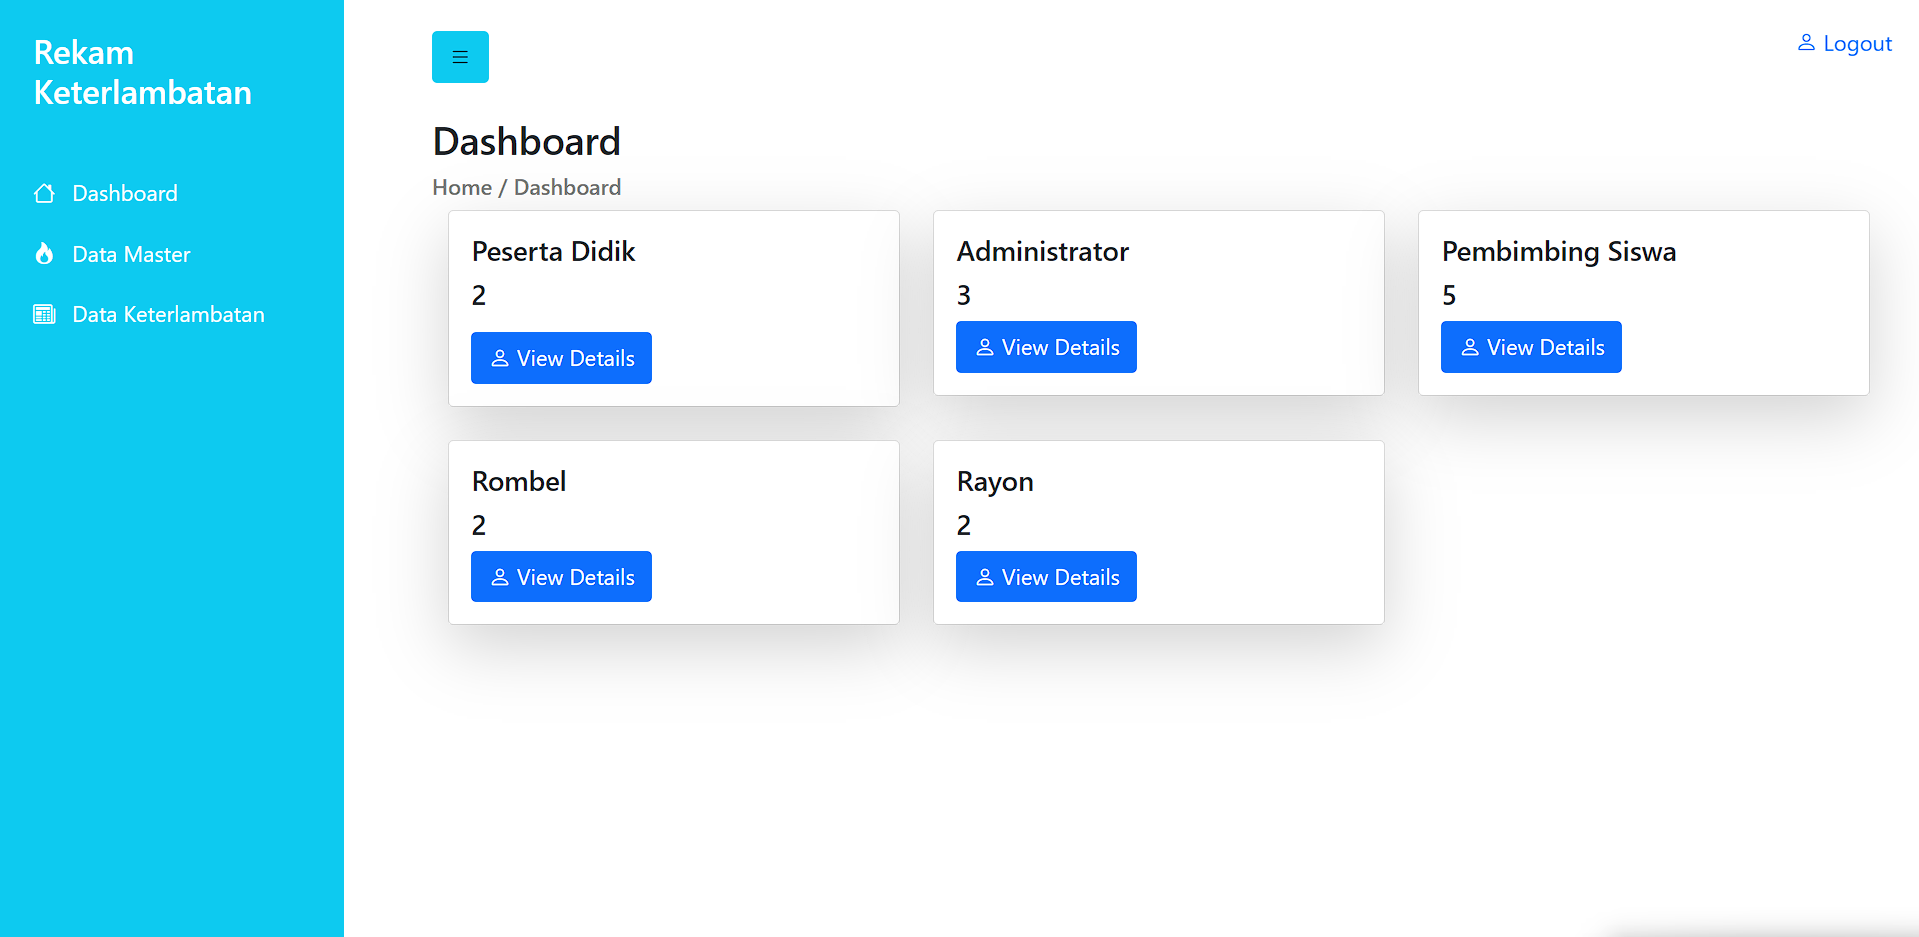 Rekam
Keterlambatan
Dashboard
Data Master
Data Keterlambatan
Logout
Dashboard
Home / Dashboard
Peserta Didik
2
View Details
Administrator
3
View Details
Pembimbing Siswa
5
View Details
Rombel
2
View Details
Rayon
2
View Details